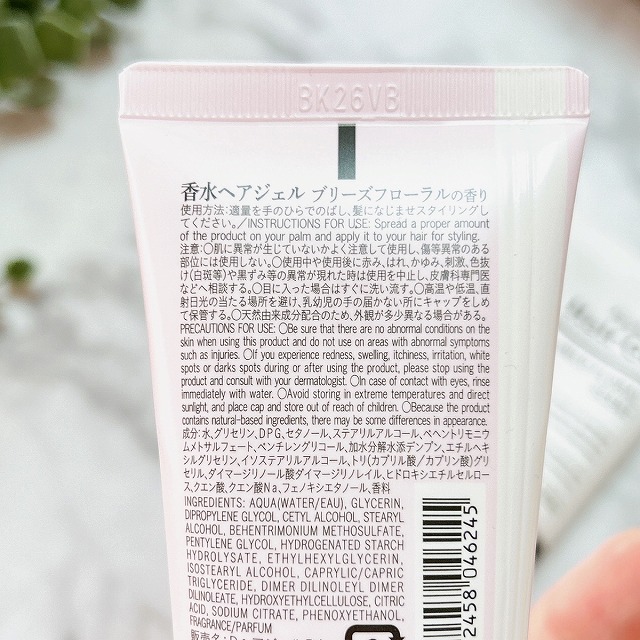 BK26VB
香水ヘアジェル ブリーズフローラルの香り
使用方法:適量を手のひらでのばし、髪になじませスタイリングし
てください。/INSTRUCTIONS FOR USE: Spread a proper amount
of the product on your palm and apply it to your hair for styling.
注意:〇肌に異常が生じていないかよく注意して使用し、傷等異常のある
部位には使用しない。〇使用中や使用後に赤み、はれ、かゆみ、刺激、色抜
け(白斑等)や黒ずみ等の異常が現れた時は使用を中止し、皮膚科専門医
などへ相談する。〇目に入った場合はすぐに洗い流す。〇高温や低温、直
射日光の当たる場所を避け、乳幼児の手の届かない所にキャップをしめ
て保管する。〇天然由来成分配合のため、外観が多少異なる場合がある。
PRECAUTIONS FOR USE: 〇Be sure that there are no abnormal conditions on the
skin when using this product and do not use on areas with abnormal symptoms
such as injuries. 〇If you experience redness, swelling, itchiness, irritation, white
spots or darks spots during or after using the product, please stop using the
product and consult with your dermatologist. 〇In case of contact with eyes, rinse
immediately with water. 〇Avoid storing in extreme temperatures and direct
sunlight, and place cap and store out of reach of children. 〇Because the product
contains natural-based ingredients, there may be some differences in appearance.
成分:水、グリセリン、DPG、セタノール、ステアリルアルコール、ベヘントリモニウ
ムメトサルフェート、ペンチレングリコール、加水分解水添デンプン、エチルヘキ
シルグリセリン、イソステアリルアルコール、トリ(カプリル酸/カプリン酸)グリ
セリル、ダイマージリノール酸ダイマージリノレイル、ヒドロキシエチルセルロー
ス、クエン酸、クエン酸Na、フェノキシエタノール、香料
INGREDIENTS: AQUA(WATER/EAU), GLYCERIN,
DIPROPYLENE GLYCOL, CETYL ALCOHOL, STEARYL
ALCOHOL, BEHENTRIMONIUM METHOSULFATE,
PENTYLENE GLYCOL, HYDROGENATED STARCH
HYDROLYSATE, ETHYLHEXYLGLYCERIN,
ISOSTEARYL ALCOHOL, CAPRYLIC/CAPRIC
TRIGLYCERIDE, DIMER DILINOLEYL DIMER
DILINOLEATE, HYDROXYETHYLCELLULOSE, CITRIC
ACID, SODIUM CITRATE, PHENOXYETHANOL,
FRAGRANCE/PARFUM
2458 046245